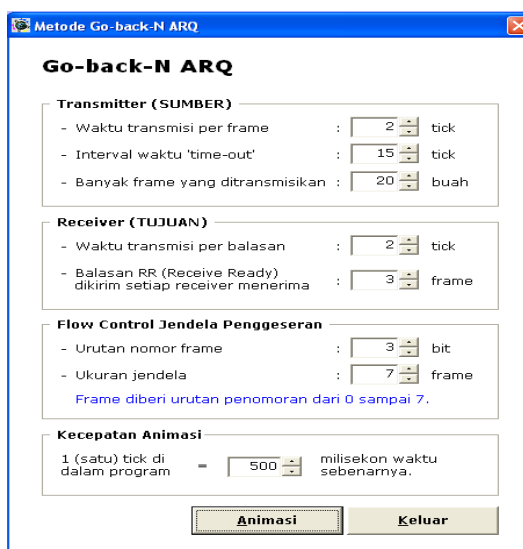 Metode Go-back-N ARQ
Go-back-N ARQ
Transmitter (SUMBER)
- Waktu transmisi per frame : 2 tick
- Interval waktu 'time-out' : 15 tick
- Banyak frame yang ditransmisikan : 20 buah
Receiver (TUJUAN)
- Waktu transmisi per balasan : 2 tick
- Balasan RR (Receive Ready)
dikirim setiap receiver menerima : 3 frame
Flow Control Jendela Penggeseran
- Urutan nomor frame : 3 bit
- Ukuran jendela : 7 frame
Frame diberi urutan penomoran dari 0 sampai 7.
Kecepatan Animasi
1 (satu) tick di milisekon waktu
dalam program = 500 sebenarnya.
Animasi Keluar